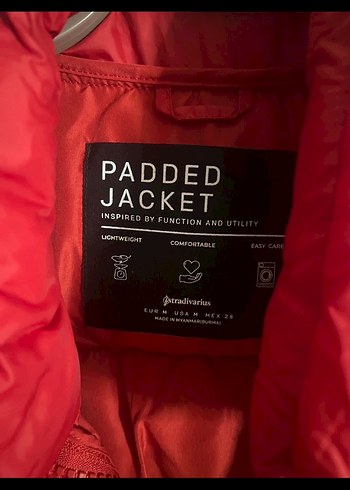 PADDED
JACKET
INSPIRED BY FUNCTION AND UTILITY
LIGHTWEIGHT COMFORTABLE EASY CARE
stradivarius
EUR M USA M MEX 28
MADE IN MYANMAR(BURMA)